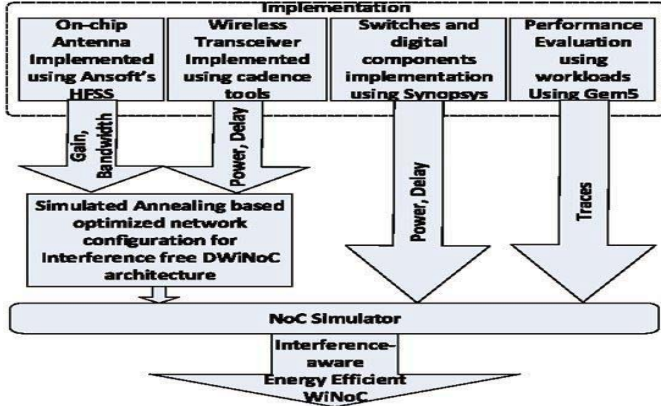 Implementation
On-chip
Antenna
Implemented
using Ansoft's
HFSS
Wireless
Transceiver
Implemented
using cadence
tools
Switches and
digital
components
implementation
using Synopsys
Performance
Evaluation
using
workloads
Using Gem5
Gain,
Bandwidth
Power, Delay
Power, Delay
Traces
Simulated Annealing based
optimized network
configuration for
Interference free DWiNoC
architecture
NoC Simulator
Interference-
aware
Energy Efficient
WiNoC